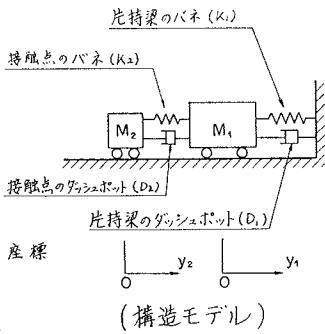 片持梁のバネ(K₁)
接触点のバネ(K₂)
M₂
M₁
接触点のダッシュポット(D₂)
片持梁のダッシュポット(D₁)
座標
O
y₂
O
y₁
(構造モデル)